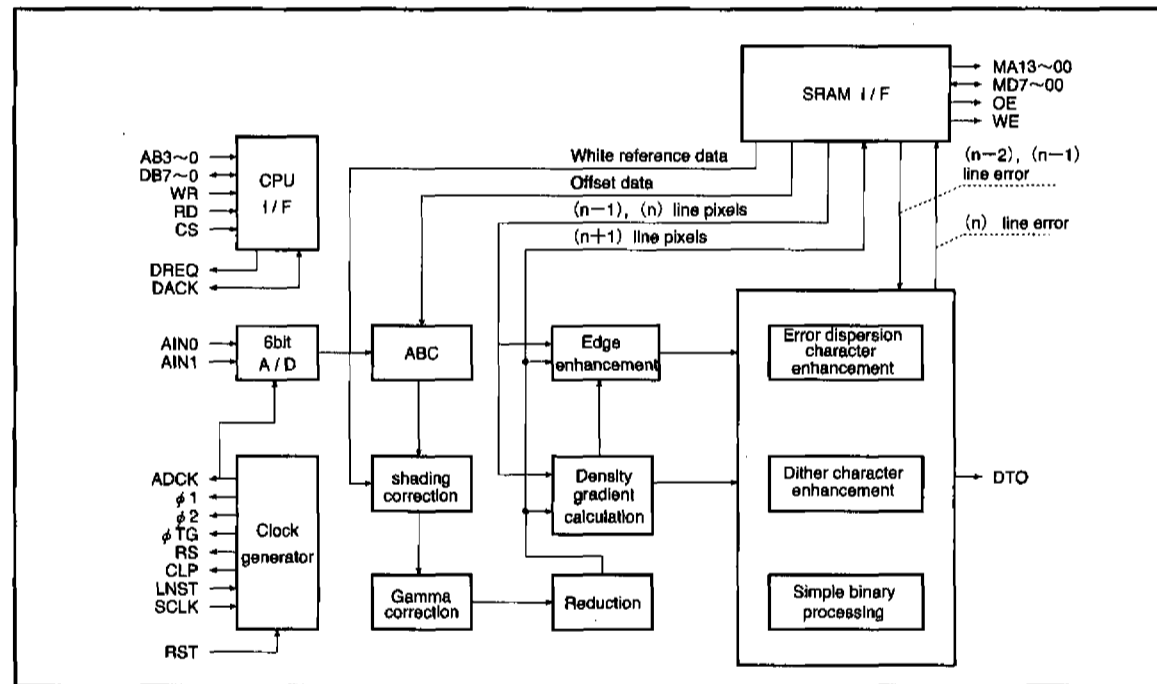 SRAM I/F
MA13～00
MD7～00
OE
WE
AB3～0
DB7～0
WR
RD
CS
CPU
I/F
DREQ
DACK
White reference data
Offset data
(n−1), (n) line pixels
(n+1) line pixels
(n−2), (n−1)
line error
(n) line error
AIN0
AIN1
6bit
A/D
ABC
Edge
enhancement
Error dispersion
character
enhancement
ADCK
φ1
φ2
φTG
RS
CLP
LNST
SCLK
RST
Clock
generator
shading
correction
Density
gradient
calculation
Dither character
enhancement
DTO
Gamma
correction
Reduction
Simple binary
processing